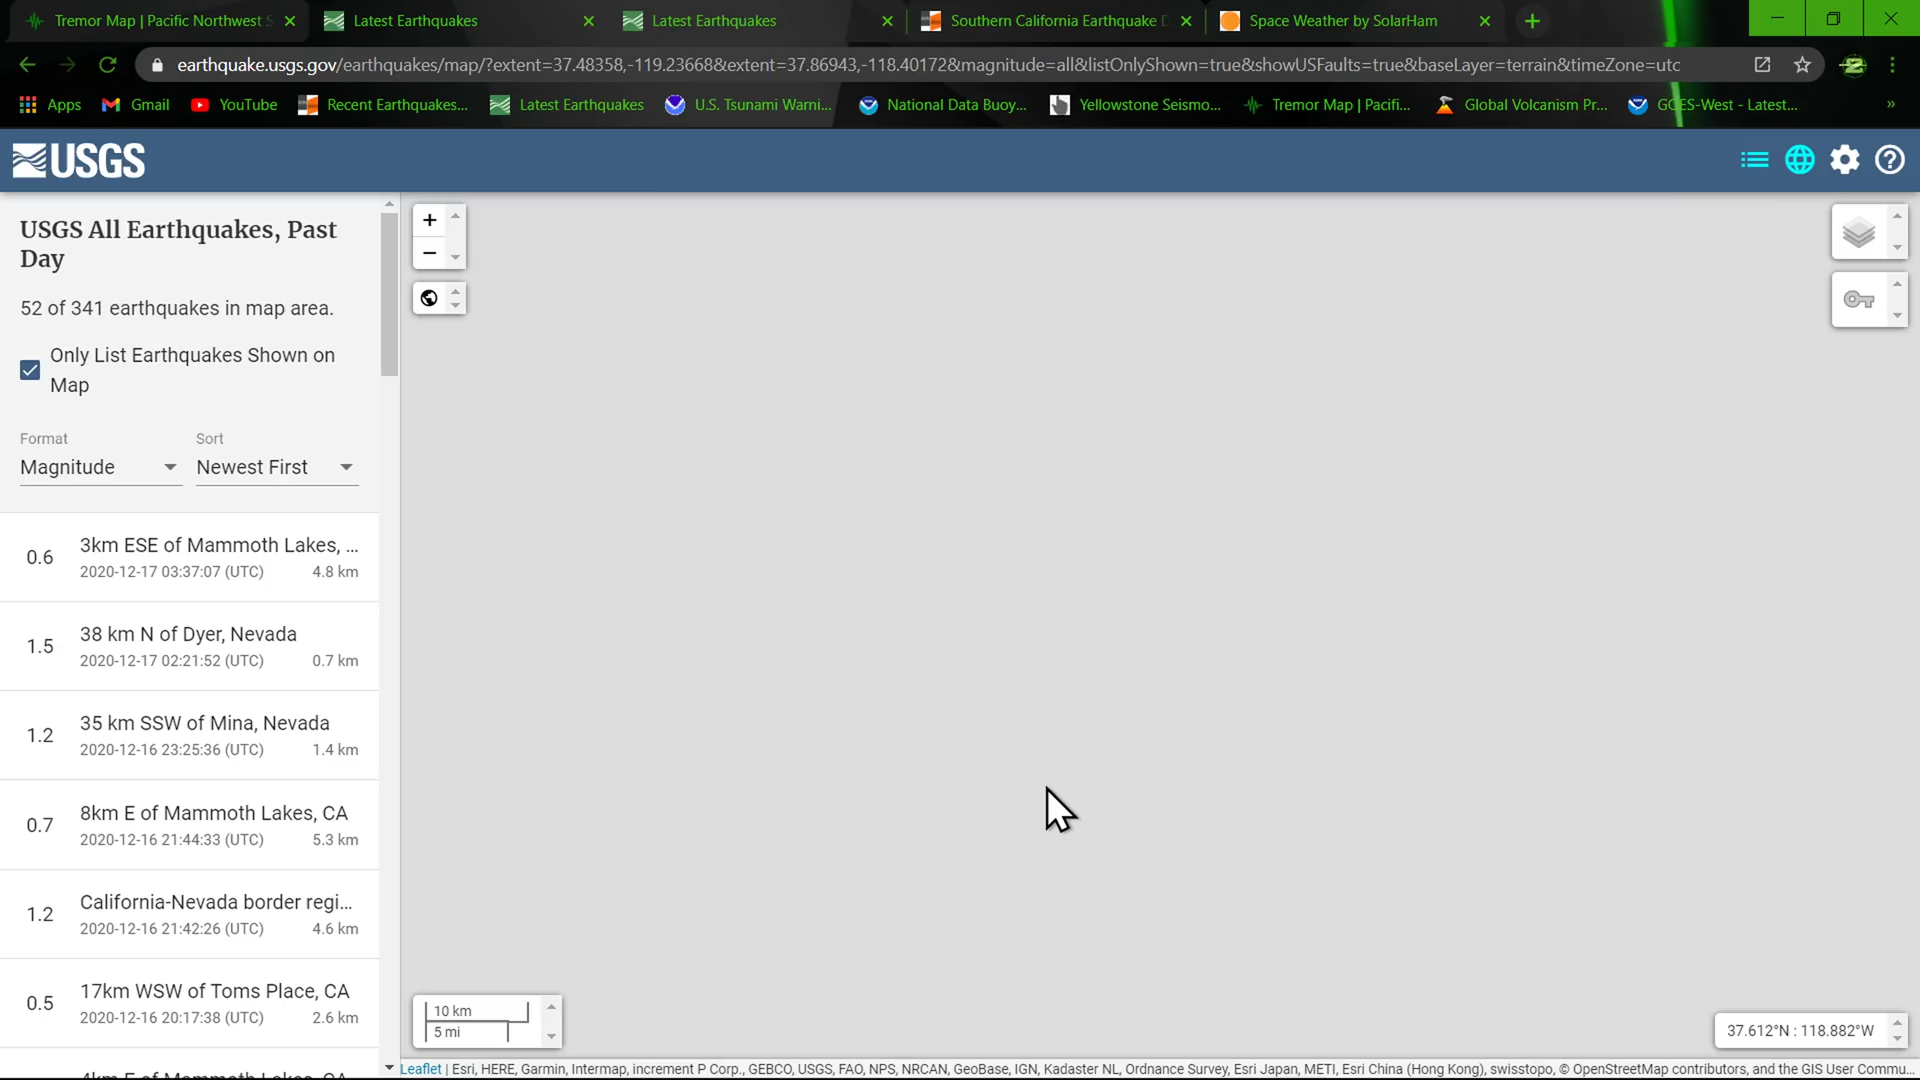 Tremor Map | Pacific Northwest S
Latest Earthquakes
Latest Earthquakes
Southern California Earthquake D
Space Weather by SolarHam
earthquake.usgs.gov/earthquakes/map/?extent=37.48358,-119.23668&extent=37.86943,-118.40172&magnitude=all&listOnlyShown=true&showUSFaults=true&baseLayer=terrain&timeZone=utc
Apps
Gmail
YouTube
Recent Earthquakes...
Latest Earthquakes
U.S. Tsunami Warni...
National Data Buoy...
Yellowstone Seismo...
Tremor Map | Pacifi...
Global Volcanism Pr...
GOES-West - Latest...
»
USGS
USGS All Earthquakes, Past
Day
52 of 341 earthquakes in map area.
Only List Earthquakes Shown on
Map
Format
Sort
Magnitude
Newest First
0.6
3km ESE of Mammoth Lakes, ...
2020-12-17 03:37:07 (UTC)
4.8 km
1.5
38 km N of Dyer, Nevada
2020-12-17 02:21:52 (UTC)
0.7 km
1.2
35 km SSW of Mina, Nevada
2020-12-16 23:25:36 (UTC)
1.4 km
0.7
8km E of Mammoth Lakes, CA
2020-12-16 21:44:33 (UTC)
5.3 km
1.2
California-Nevada border regi...
2020-12-16 21:42:26 (UTC)
4.6 km
0.5
17km WSW of Toms Place, CA
2020-12-16 20:17:38 (UTC)
2.6 km
4km E of Mammoth Lakes, CA
+
−
10 km
5 mi
37.612°N : 118.882°W
Leaflet | Esri, HERE, Garmin, Intermap, increment P Corp., GEBCO, USGS, FAO, NPS, NRCAN, GeoBase, IGN, Kadaster NL, Ordnance Survey, Esri Japan, METI, Esri China (Hong Kong), swisstopo, © OpenStreetMap contributors, and the GIS User Commu...